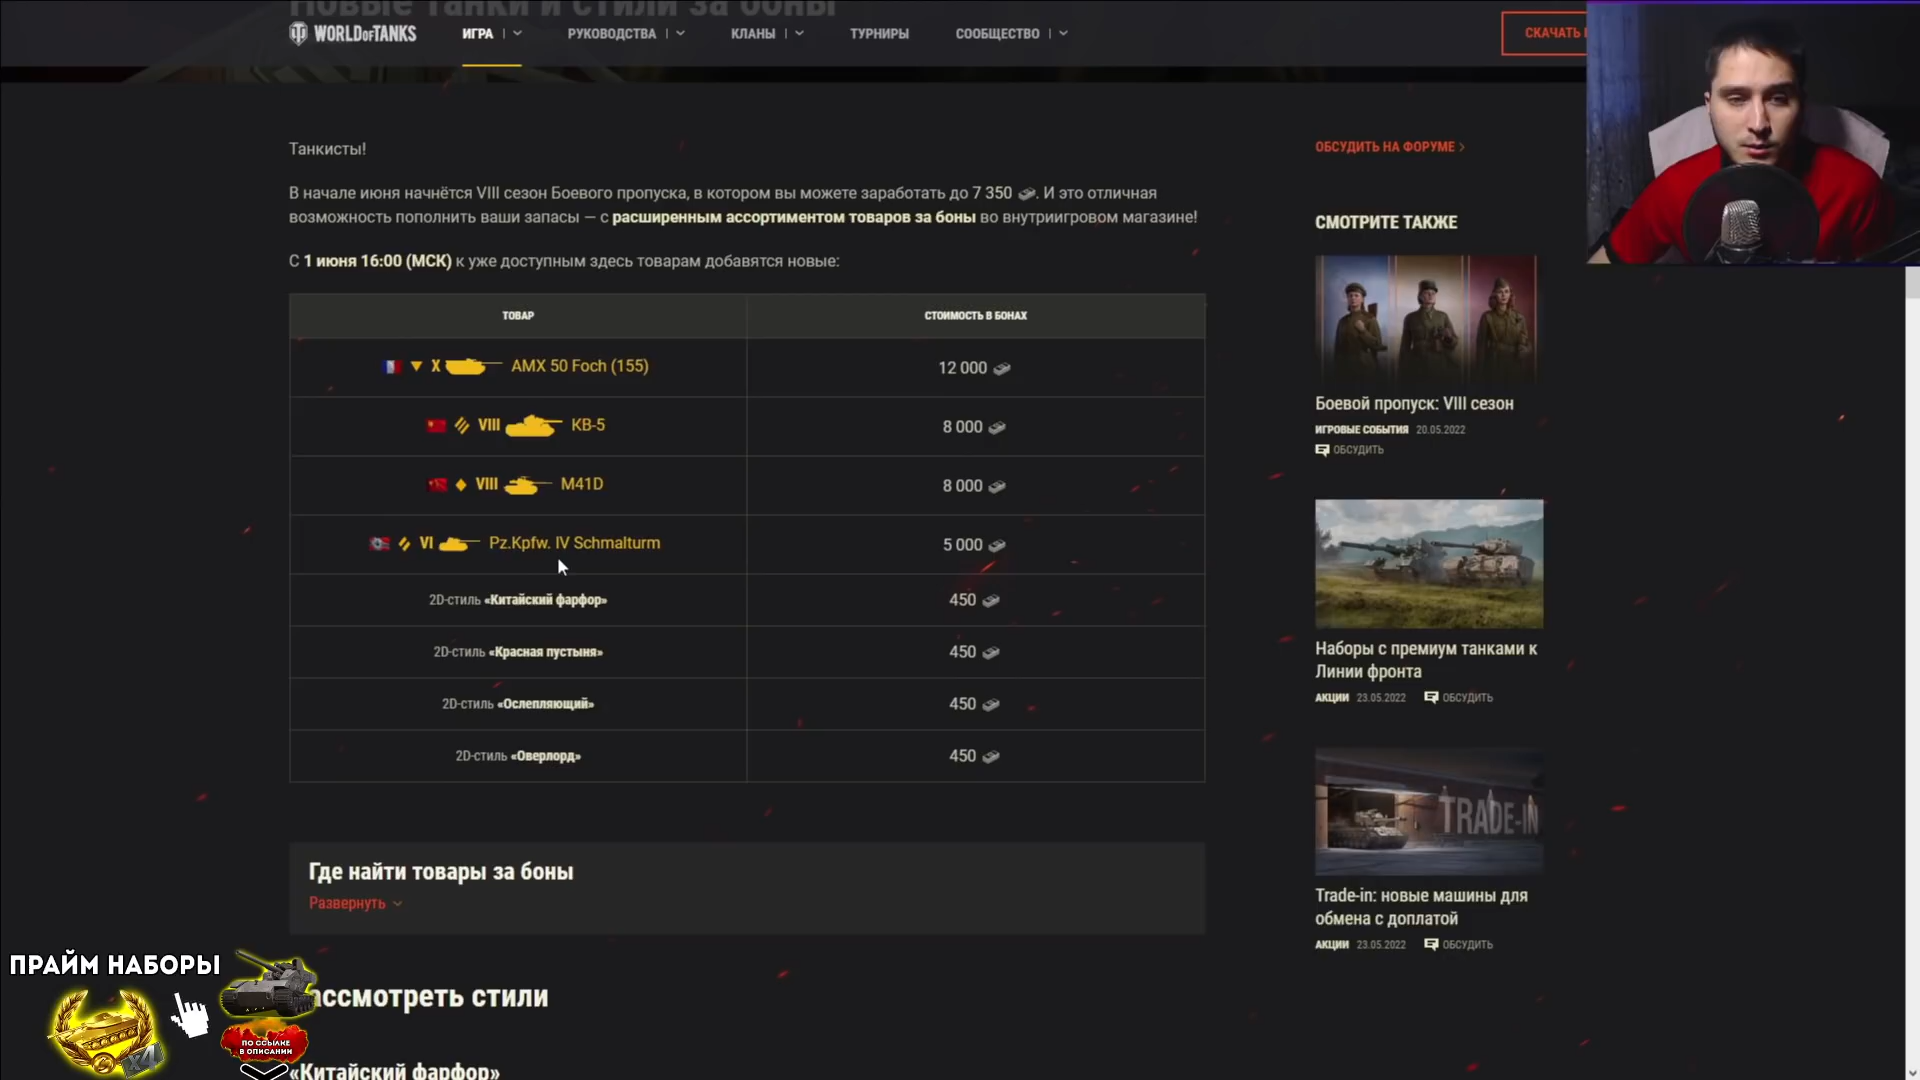 Новые танки и стили за боны
WORLD OF TANKS
ИГРА
РУКОВОДСТВА
КЛАНЫ
ТУРНИРЫ
СООБЩЕСТВО
СКАЧАТЬ
Танкисты!
В начале июня начнётся VIII сезон Боевого пропуска, в котором вы можете заработать до 7 350 . И это отличная
возможность пополнить ваши запасы — с расширенным ассортиментом товаров за боны во внутриигровом магазине!
С 1 июня 16:00 (МСК) к уже доступным здесь товарам добавятся новые:
ТОВАР
СТОИМОСТЬ В БОНАХ
X AMX 50 Foch (155)
12 000
VIII КВ-5
8 000
VIII M41D
8 000
VI Pz.Kpfw. IV Schmalturm
5 000
2D-стиль «Китайский фарфор»
450
2D-стиль «Красная пустыня»
450
2D-стиль «Ослепляющий»
450
2D-стиль «Оверлорд»
450
Где найти товары за боны
Развернуть
ассмотреть стили
«Китайский фарфор»
ОБСУДИТЬ НА ФОРУМЕ
СМОТРИТЕ ТАКЖЕ
Боевой пропуск: VIII сезон
ИГРОВЫЕ СОБЫТИЯ 20.05.2022
ОБСУДИТЬ
Наборы с премиум танками к
Линии фронта
АКЦИИ 23.05.2022 ОБСУДИТЬ
TRADE-IN
Trade-in: новые машины для
обмена с доплатой
АКЦИИ 23.05.2022 ОБСУДИТЬ
ПРАЙМ НАБОРЫ
X4
ПО ССЫЛКЕ
В ОПИСАНИИ